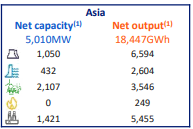 Asia
Net capacity(1) Net output(1)
5,010MW 18,447GWh
1,050 6,594
432 2,604
2,107 3,546
0 249
1,421 5,455